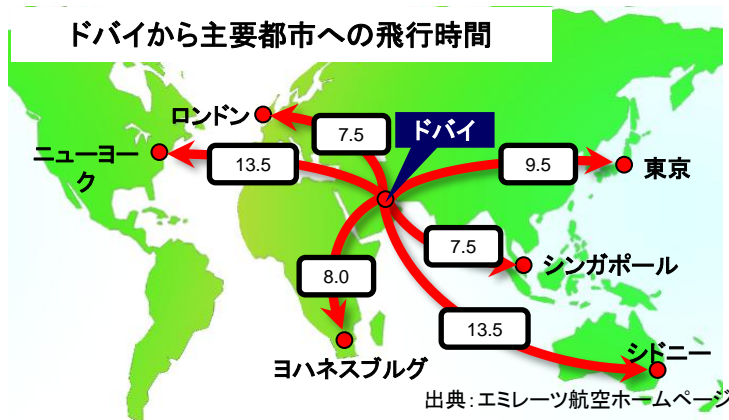 ドバイから主要都市への飛行時間
ロンドン
7.5
ドバイ
ニューヨー
ク
13.5
9.5
東京
7.5
シンガポール
8.0
13.5
ヨハネスブルグ
シドニー
出典:エミレーツ航空ホームページ